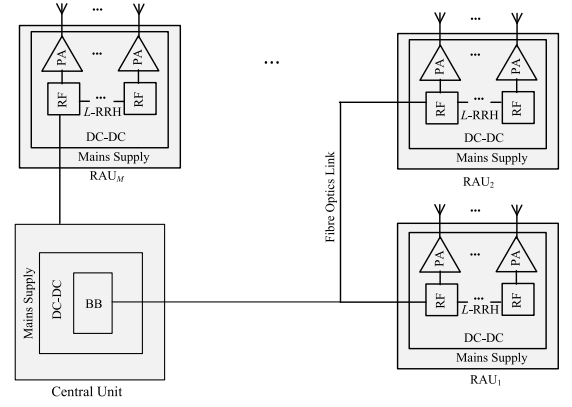 ...
PA
PA
RF
...
RF
L-RRH
DC-DC
Mains Supply
RAU_M
...
...
PA
...
PA
RF
...
RF
L-RRH
DC-DC
Mains Supply
RAU₂
Fibre Optics Link
...
PA
...
PA
RF
...
RF
L-RRH
DC-DC
Mains Supply
RAU₁
Mains Supply
DC-DC
BB
Central Unit